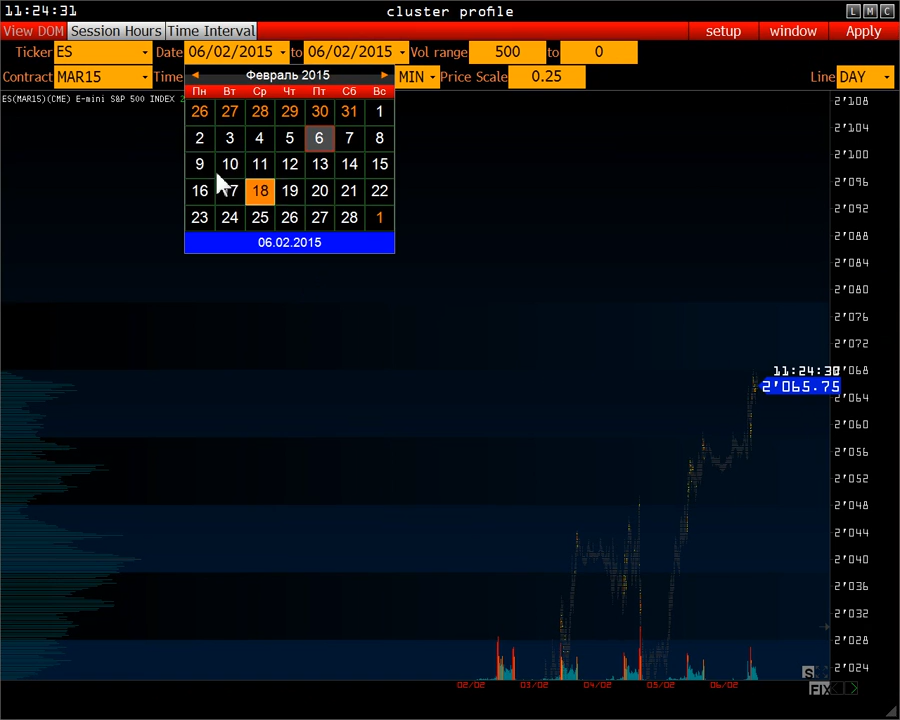 11:24:31 cluster profile L M C
View DOM Session Hours Time Interval setup window Apply
Ticker ES Date 06/02/2015 to 06/02/2015 Vol range 500 to 0
Contract MAR15 Time MIN Price Scale 0.25 Line DAY
Февраль 2015
Пн Вт Ср Чт Пт Сб Вс
26 27 28 29 30 31 1
2 3 4 5 6 7 8
9 10 11 12 13 14 15
16 17 18 19 20 21 22
23 24 25 26 27 28 1
06.02.2015
ES(MAR15)(CME) E-mini S&P 500 INDEX
2'108
2'104
2'100
2'096
2'092
2'088
2'084
2'080
2'076
2'072
11:24:30 2'068
2'065.75
2'064
2'060
2'056
2'052
2'048
2'044
2'040
2'036
2'032
2'028
2'024
S
02/02 03/02 04/02 05/02 06/02
FIX